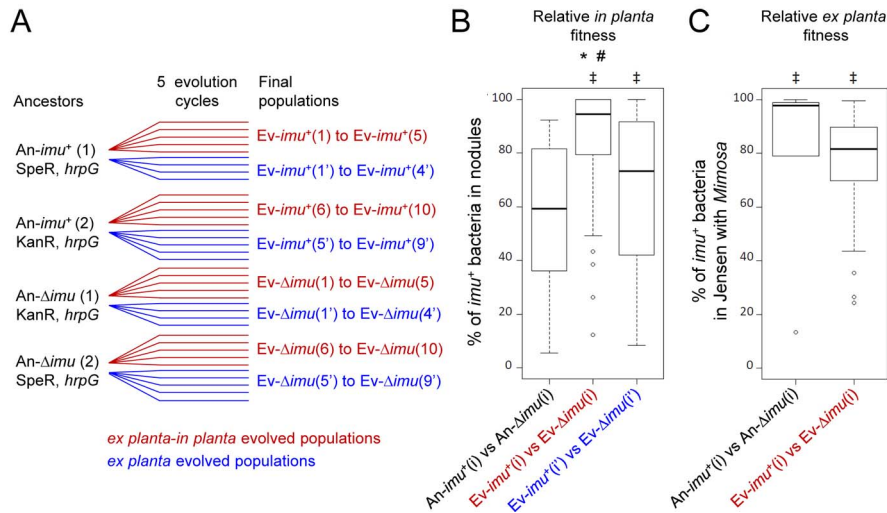 A
5 evolution
cycles
Final
populations
Ancestors
An-imu⁺ (1)
SpeR, hrpG
Ev-imu⁺(1) to Ev-imu⁺(5)
Ev-imu⁺(1') to Ev-imu⁺(4')
An-imu⁺ (2)
KanR, hrpG
Ev-imu⁺(6) to Ev-imu⁺(10)
Ev-imu⁺(5') to Ev-imu⁺(9')
An-Δimu (1)
KanR, hrpG
Ev-Δimu(1) to Ev-Δimu(5)
Ev-Δimu(1') to Ev-Δimu(4')
An-Δimu (2)
SpeR, hrpG
Ev-Δimu(6) to Ev-Δimu(10)
Ev-Δimu(5') to Ev-Δimu(9')
ex planta-in planta evolved populations
ex planta evolved populations
B
Relative in planta
fitness
* #
‡ ‡
% of imu⁺ bacteria in nodules
100
80
60
40
20
0
An-imu⁺(i) vs An-Δimu(i)
Ev-imu⁺(i) vs Ev-Δimu(i)
Ev-imu⁺(i') vs Ev-Δimu(i')
C
Relative ex planta
fitness
‡ ‡
% of imu⁺ bacteria
in Jensen with Mimosa
100
80
60
40
20
0
An-imu⁺(i) vs An-Δimu(i)
Ev-imu⁺(i) vs Ev-Δimu(i)